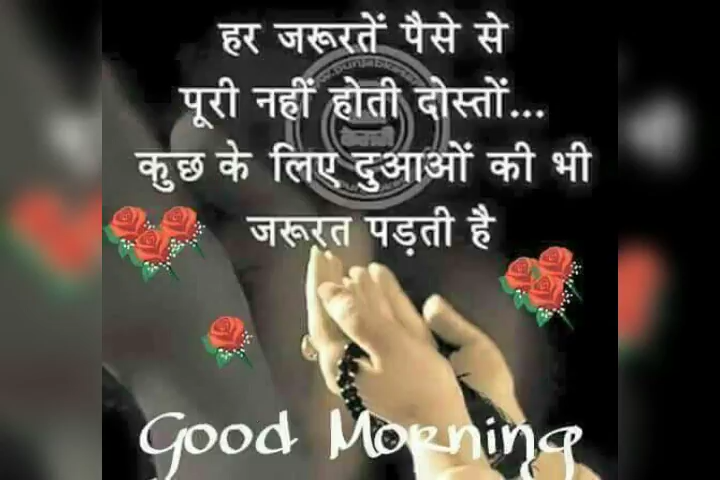 हर जरूरतें पैसे से
पूरी नहीं होती दोस्तों...
कुछ के लिए दुआओं की भी
जरूरत पड़ती है
Good Morning